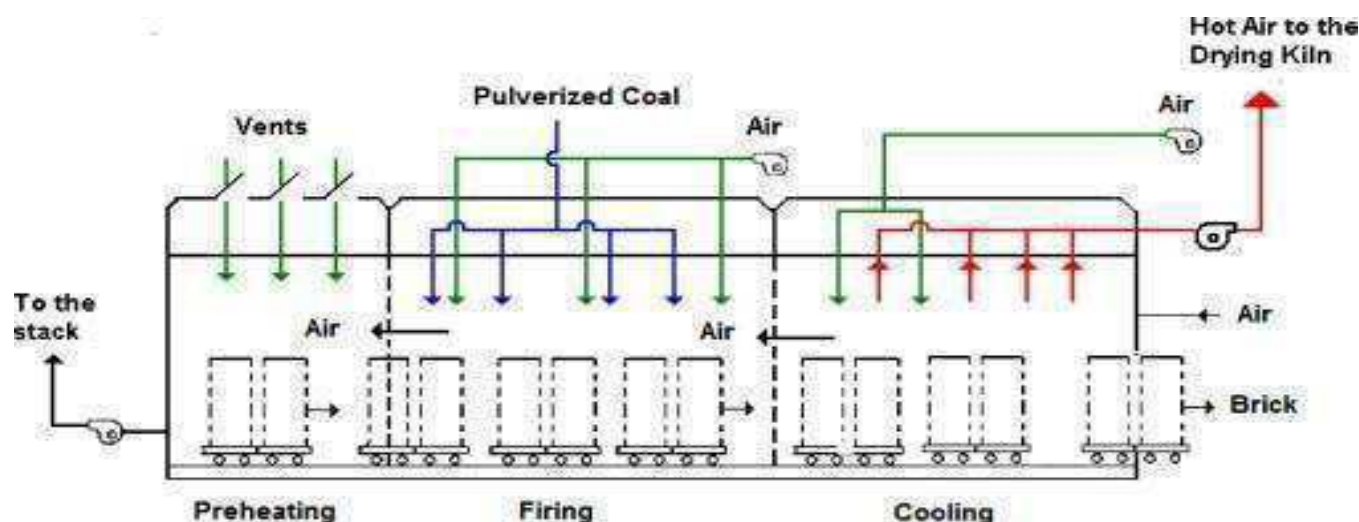 Hot Air to the
Drying Kiln
Pulverized Coal
Air
Vents
Air
To the
stack
Air
Air
Air
Brick
Preheating
Firing
Cooling